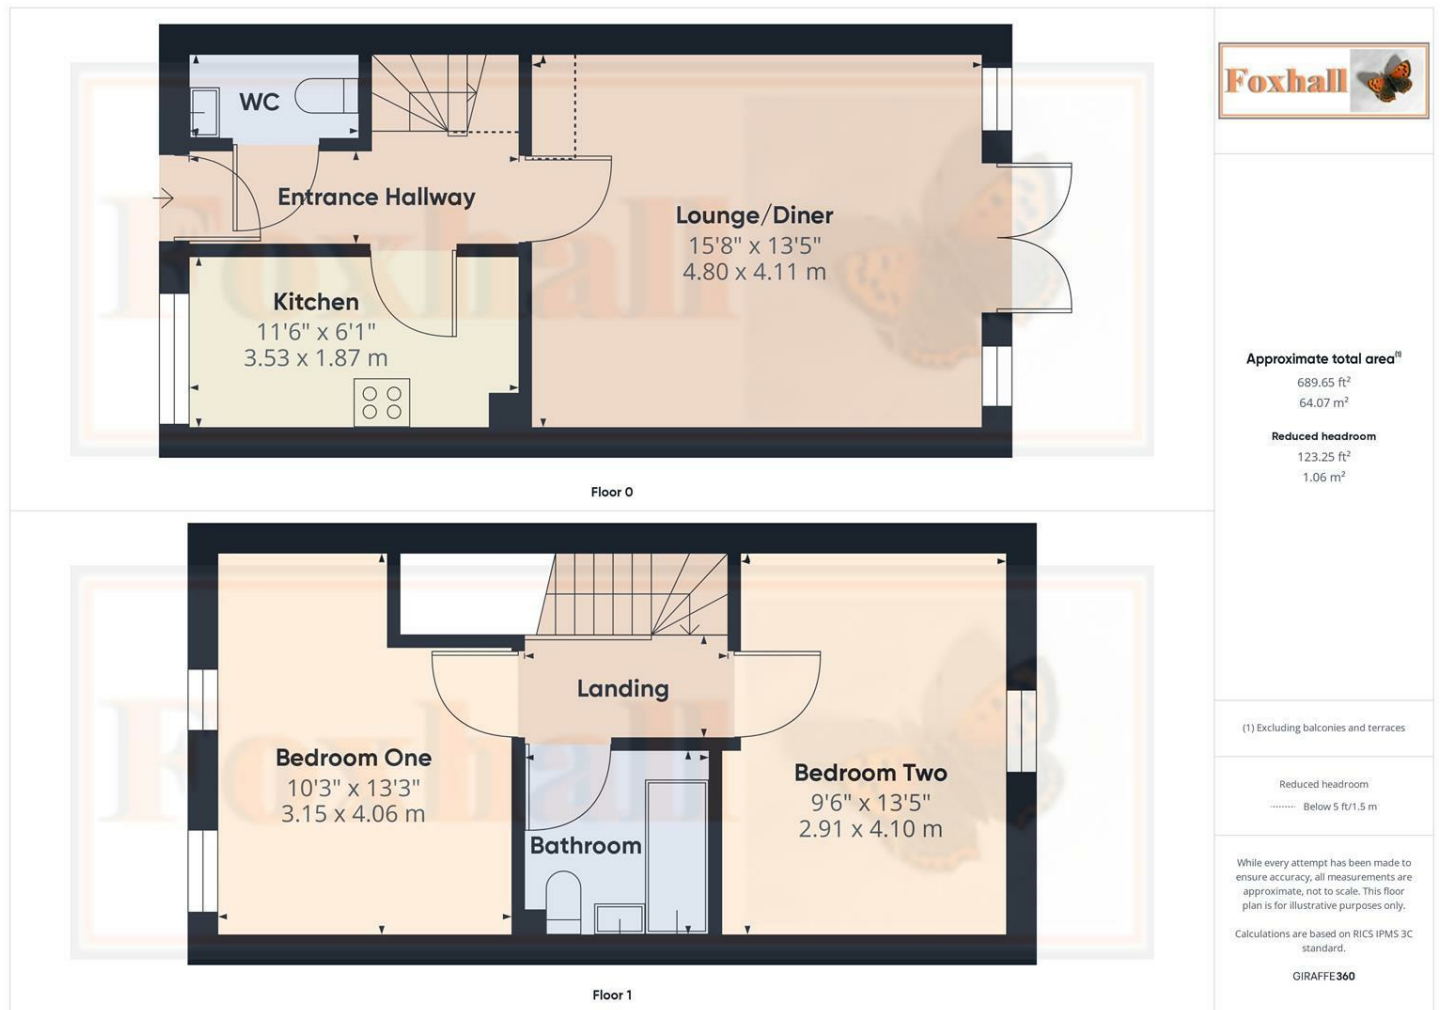 WC
Entrance Hallway
Lounge/Diner
15'8" x 13'5"
4.80 x 4.11 m
Kitchen
11'6" x 6'1"
3.53 x 1.87 m
Foxhall
Floor 0
Landing
Bedroom One
10'3" x 13'3"
3.15 x 4.06 m
Bedroom Two
9'6" x 13'5"
2.91 x 4.10 m
Bathroom
Foxhall
Floor 1
Foxhall
Approximate total area(1)
689.65 ft²
64.07 m²
Reduced headroom
123.25 ft²
1.06 m²
(1) Excluding balconies and terraces
Reduced headroom
Below 5 ft/1.5 m
While every attempt has been made to
ensure accuracy, all measurements are
approximate, not to scale. This floor
plan is for illustrative purposes only.
Calculations are based on RICS IPMS 3C
standard.
GIRAFFE360